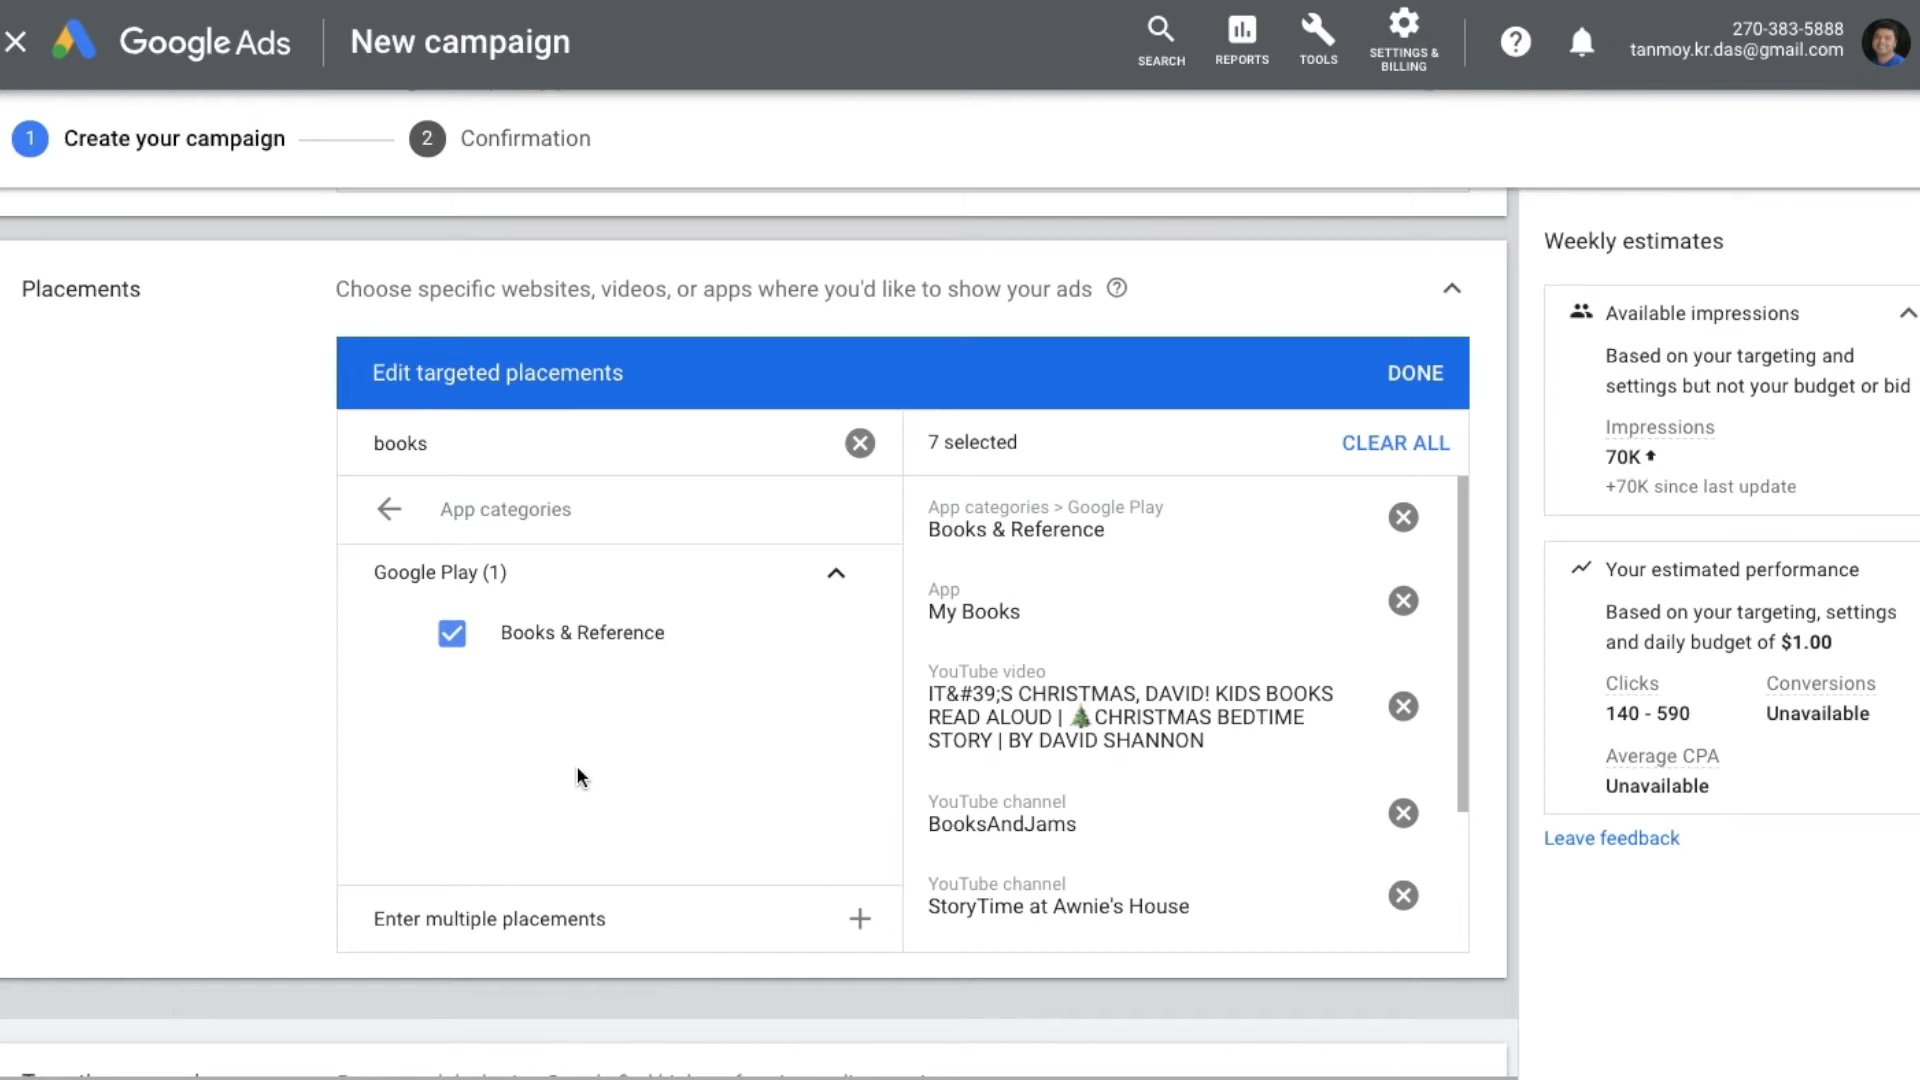 Google Ads
New campaign
SEARCH
REPORTS
TOOLS
SETTINGS &
BILLING
270-383-5888
tanmoy.kr.das@gmail.com
1 Create your campaign
2 Confirmation
Placements
Choose specific websites, videos, or apps where you'd like to show your ads
Edit targeted placements
DONE
books
7 selected
CLEAR ALL
App categories
Google Play (1)
Books & Reference
Enter multiple placements
App categories > Google Play
Books & Reference
App
My Books
YouTube video
IT&#39;S CHRISTMAS, DAVID! KIDS BOOKS
READ ALOUD | 🎄CHRISTMAS BEDTIME
STORY | BY DAVID SHANNON
YouTube channel
BooksAndJams
YouTube channel
StoryTime at Awnie's House
Weekly estimates
Available impressions
Based on your targeting and
settings but not your budget or bid
Impressions
70K
+70K since last update
Your estimated performance
Based on your targeting, settings
and daily budget of $1.00
Clicks
140 - 590
Conversions
Unavailable
Average CPA
Unavailable
Leave feedback